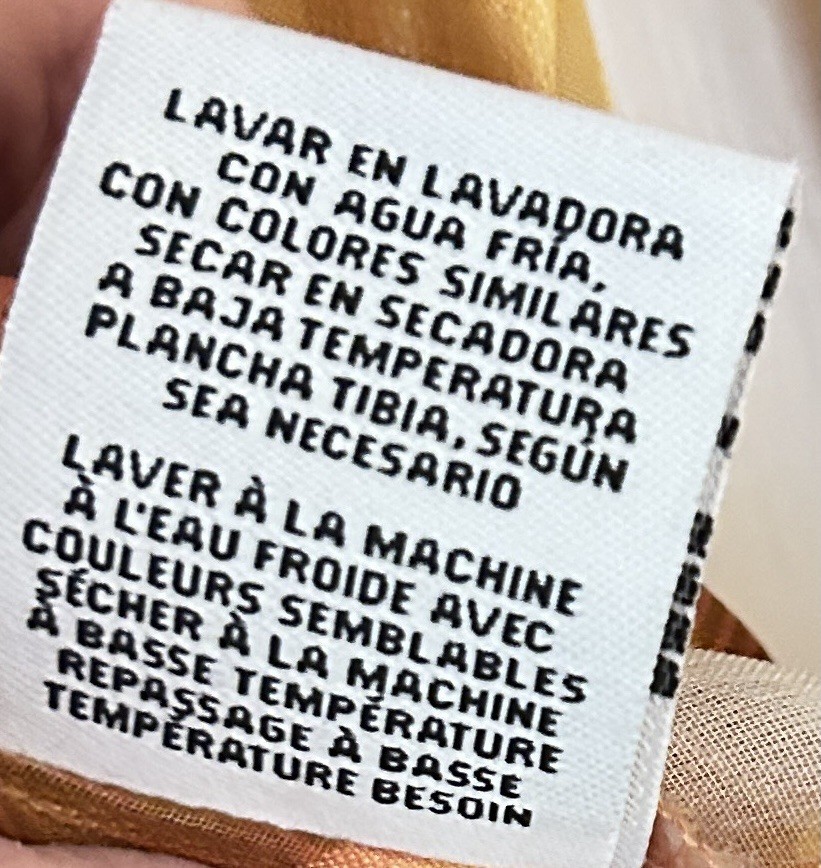 LAVAR EN LAVADORA
CON AGUA FRÍA,
CON COLORES SIMILARES
SECAR EN SECADORA
A BAJA TEMPERATURA
PLANCHA TIBIA, SEGÚN
SEA NECESARIO
LAVER À LA MACHINE
À L'EAU FROIDE AVEC
COULEURS SEMBLABLES
SÉCHER À LA MACHINE
À BASSE TEMPÉRATURE
REPASSAGE À BASSE
TEMPÉRATURE BESOIN